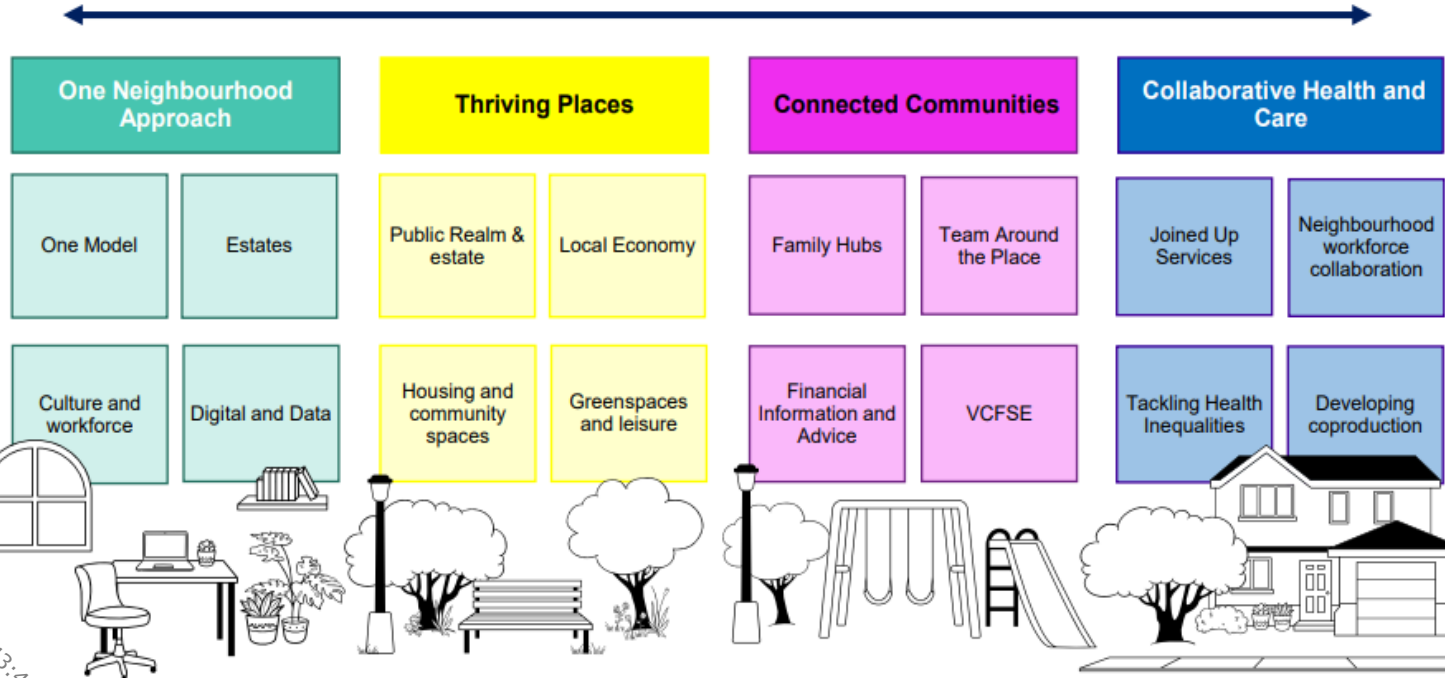 One Neighbourhood
Approach
Thriving Places
Connected Communities
Collaborative Health and
Care
One Model
Estates
Public Realm &
estate
Local Economy
Family Hubs
Team Around
the Place
Joined Up
Services
Neighbourhood
workforce
collaboration
Culture and
workforce
Digital and Data
Housing and
community
spaces
Greenspaces
and leisure
Financial
Information and
Advice
VCFSE
Tackling Health
Inequalities
Developing
coproduction